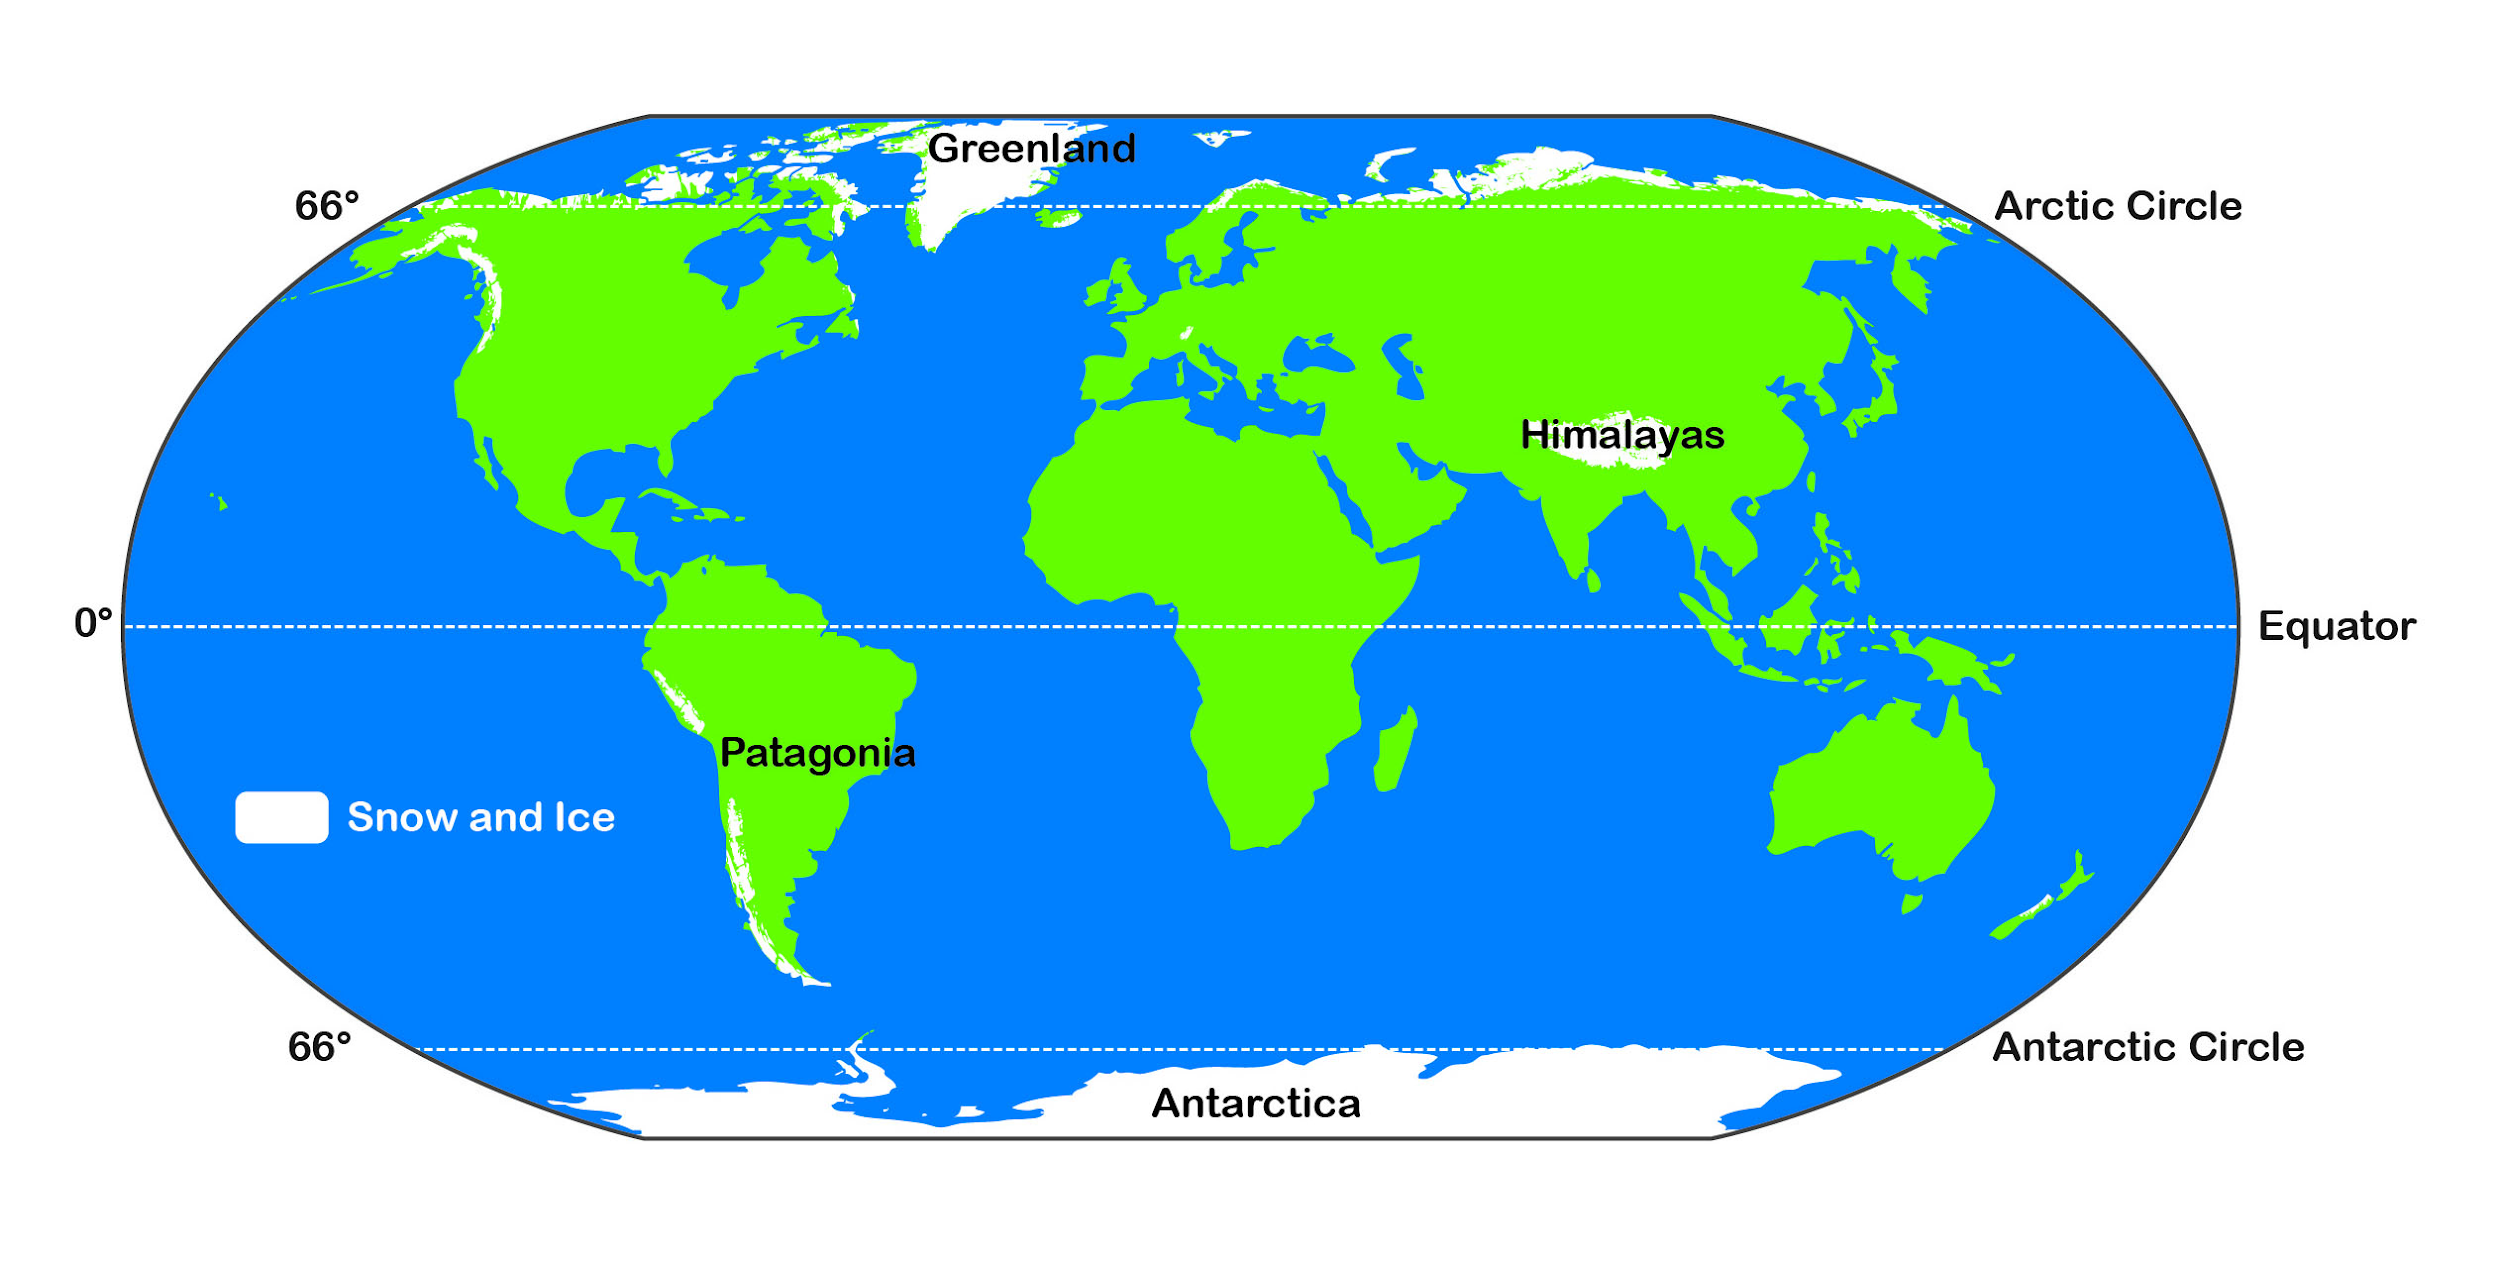 Greenland
66°
Arctic Circle
Himalayas
0°
Equator
Patagonia
Snow and Ice
66°
Antarctic Circle
Antarctica